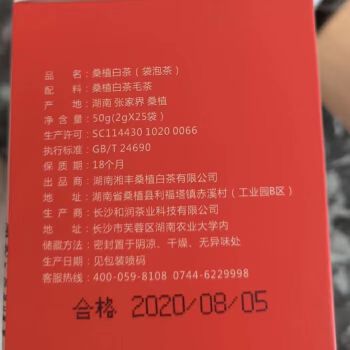 品 名：桑植白茶（袋泡茶）
配 料：桑植白茶毛茶
产 地：湖南 张家界 桑植
净 含 量：50g(2gX25袋)
生产许可：SC114430 1020 0066
执行标准：GB/T 24690
保 质 期：18个月
出 品 商：湖南湘丰桑植白茶有限公司
地 址：湖南省桑植县利福塔镇赤溪村（工业园B区）
生 产 商：长沙和润茶业科技有限公司
地 址：长沙市芙蓉区湖南农业大学内
储藏方法：密封置于阴凉、干燥、无异味处
生产日期：见包装喷码
客服热线：400-059-8108 0744-6229998
合格 2020/08/05